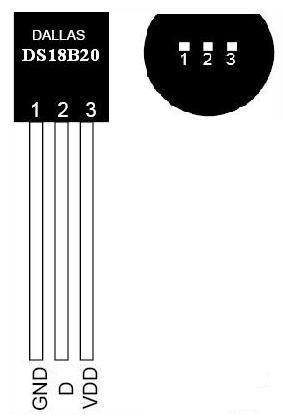 DALLAS
DS18B20
1 2 3
GND
D
VDD
1 2 3